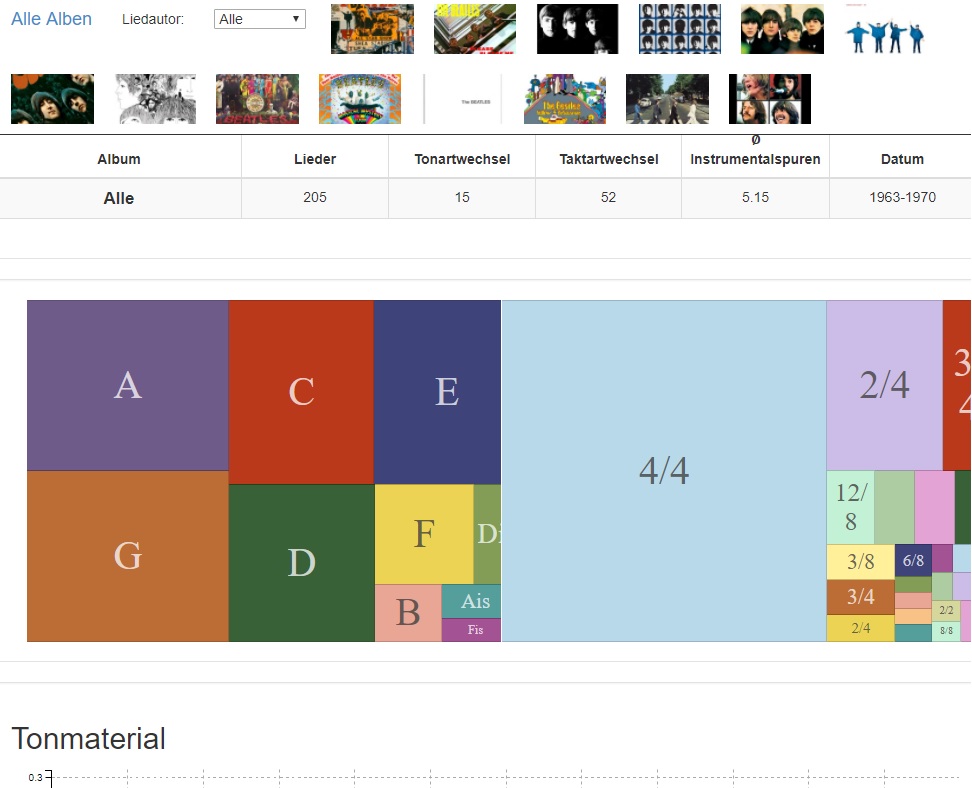 Alle Alben Liedautor: Alle
The BEATLES
Album Lieder Tonartwechsel Taktartwechsel Ø Instrumentalspuren Datum
Alle 205 15 52 5.15 1963-1970
A C E 4/4 2/4 3
4
G D F Di 12/
8
B Ais 3/8 6/8
Fis 3/4 2/2
2/4 8/8
Tonmaterial
0.3